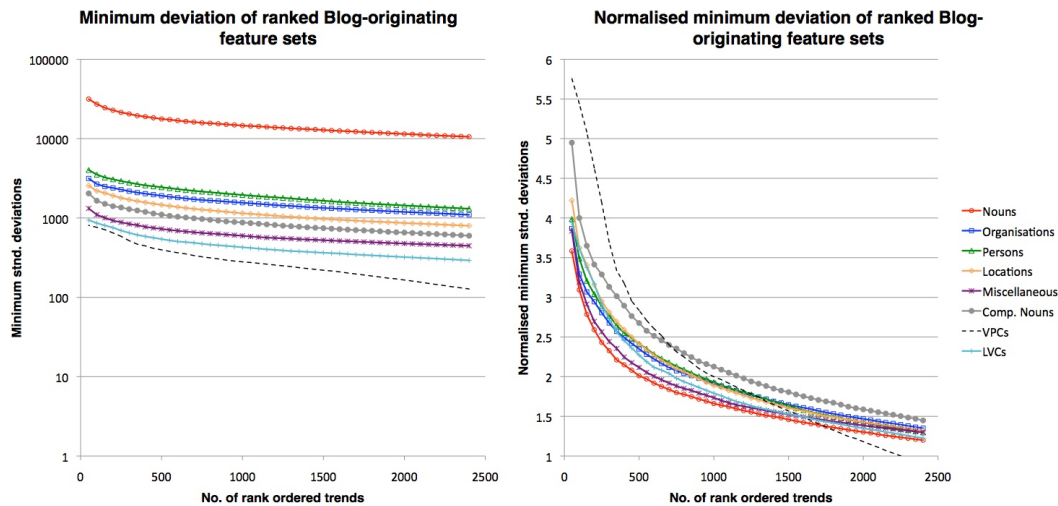 Minimum deviation of ranked Blog-originating
feature sets
Minimum stnd. deviations
100000
10000
1000
100
10
1
0
500
1000
1500
2000
2500
No. of rank ordered trends
Normalised minimum deviation of ranked Blog-
originating feature sets
Normalised minimum stnd. deviations
6
5.5
5
4.5
4
3.5
3
2.5
2
1.5
1
0
500
1000
1500
2000
2500
No. of rank ordered trends
Nouns
Organisations
Persons
Locations
Miscellaneous
Comp. Nouns
VPCs
LVCs